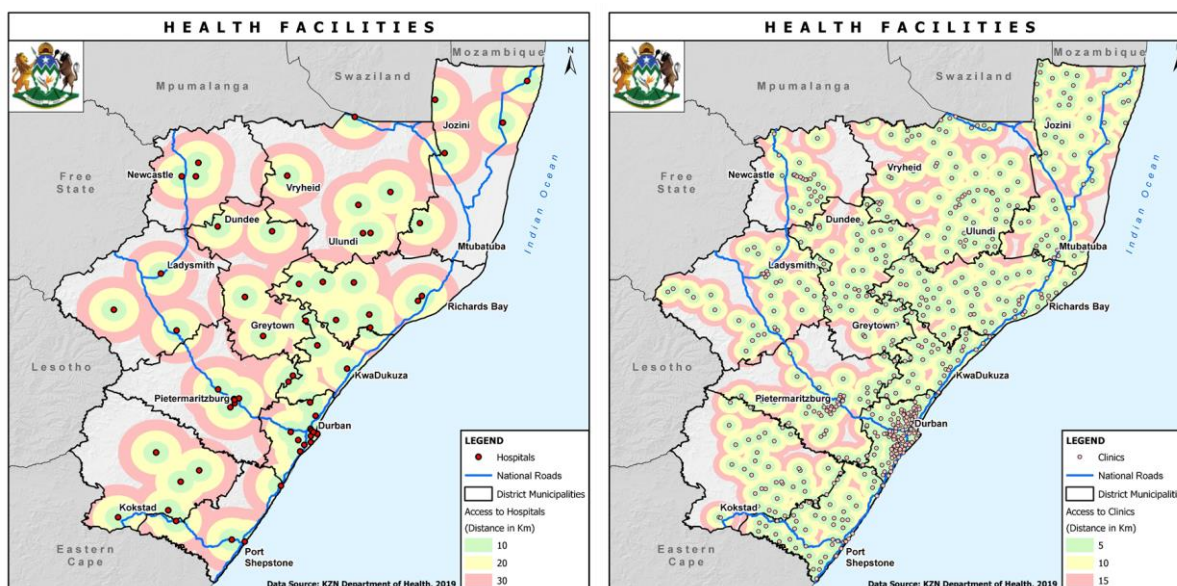 HEALTH FACILITIES
Mozambique
N
Swaziland
Mpumalanga
Jozini
Free
State
Newcastle
Vryheid
Indian Ocean
Dundee
Ulundi
Mtubatuba
Ladysmith
Richards Bay
Greytown
Lesotho
KwaDukuza
Pietermaritzburg
Durban
Kokstad
Eastern
Cape
Port
Shepstone
LEGEND
Hospitals
National Roads
District Municipalities
Access to Hospitals
(Distance in Km)
10
20
30
Data Source: KZN Department of Health, 2019
HEALTH FACILITIES
Mozambique
N
Swaziland
Mpumalanga
Jozini
Free
State
Newcastle
Vryheid
Indian Ocean
Dundee
Ulundi
Mtubatuba
Ladysmith
Richards Bay
Greytown
Lesotho
KwaDukuza
Pietermaritzburg
Durban
Kokstad
Eastern
Cape
Port
Shepstone
LEGEND
Clinics
National Roads
District Municipalities
Access to Clinics
(Distance in Km)
5
10
15
Data Source: KZN Department of Health, 2019